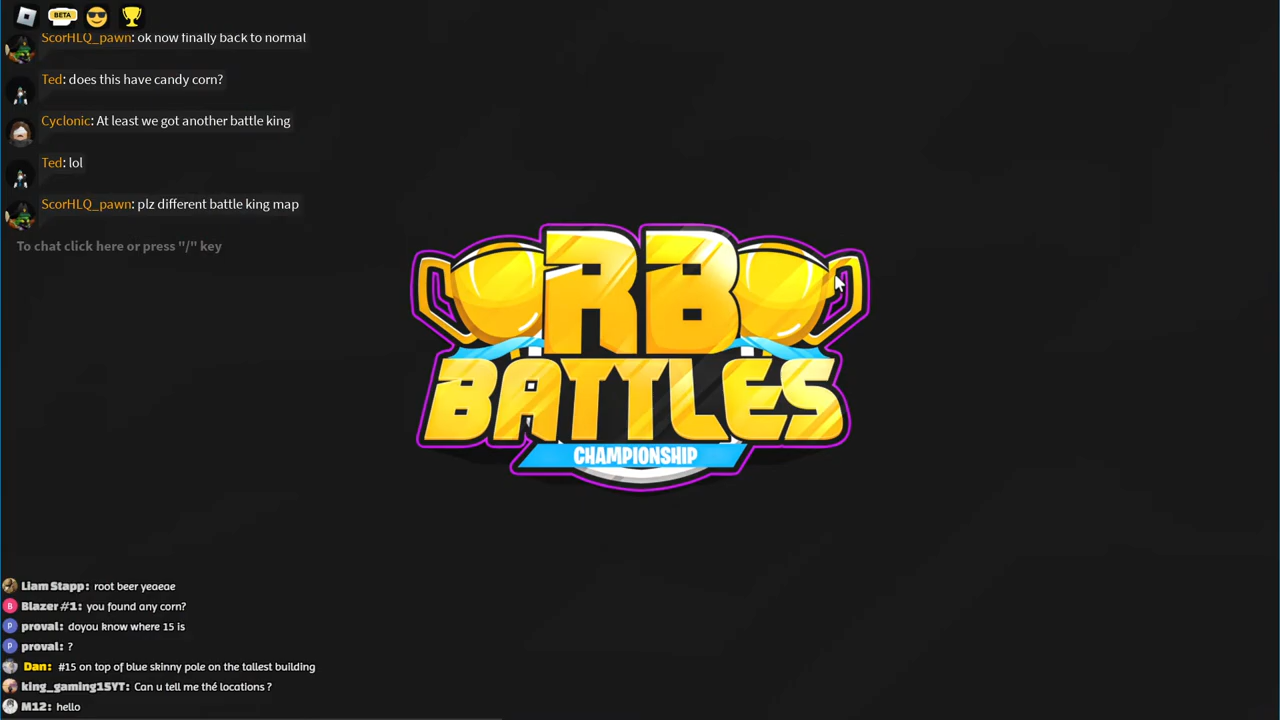 BETA
ScorHLQ_pawn: ok now finally back to normal
Ted: does this have candy corn?
Cyclonic: At least we got another battle king
Ted: lol
ScorHLQ_pawn: plz different battle king map
To chat click here or press "/" key
RB
BATTLES
CHAMPIONSHIP
Liam Stapp: root beer yeaeae
B Blazer #1: you found any corn?
P proval: doyou know where 15 is
P proval: ?
Dan: #15 on top of blue skinny pole on the tallest building
king_gaming15YT: Can u tell me thé locations ?
M12: hello